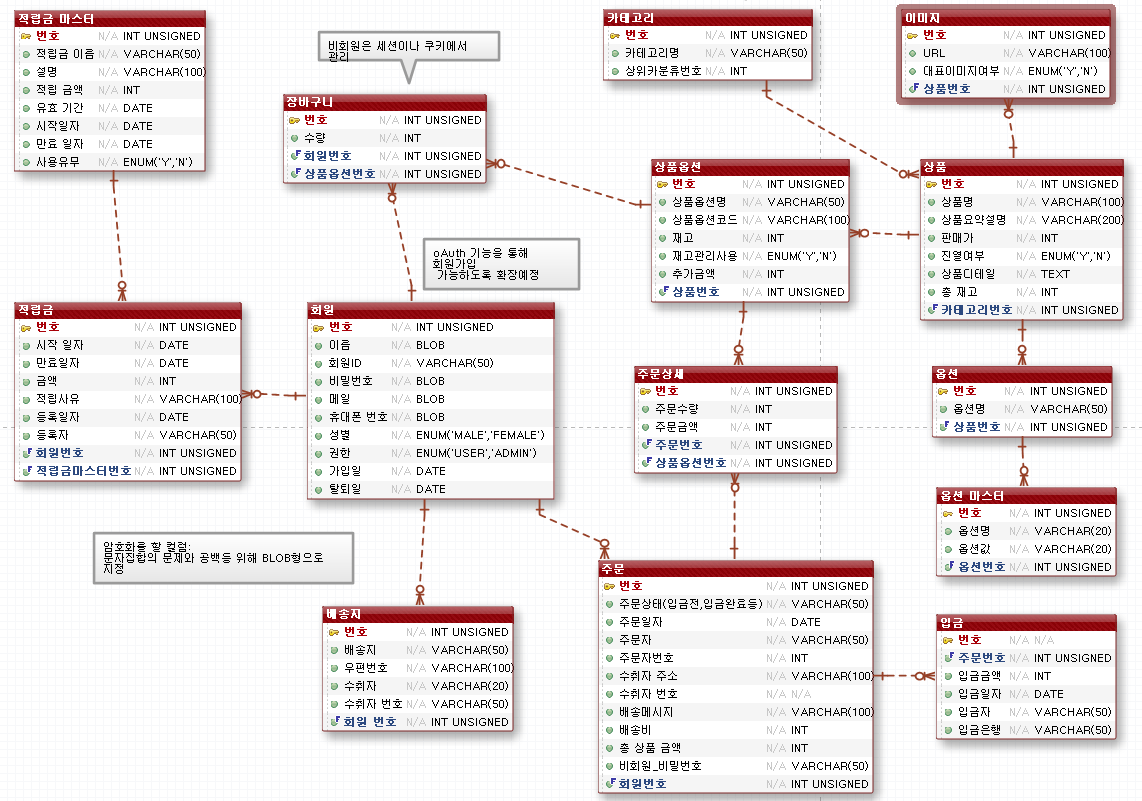 적립금 마스터
번호 N/A INT UNSIGNED
적립금 이름 N/A VARCHAR(50)
설명 N/A VARCHAR(100)
적립 금액 N/A INT
유효 기간 N/A DATE
시작일자 N/A DATE
만료 일자 N/A DATE
사용유무 N/A ENUM('Y','N')
비회원은 세션이나 쿠키에서
관리
장바구니
번호 N/A INT UNSIGNED
수량 N/A INT
회원번호 N/A INT UNSIGNED
상품옵션번호 N/A INT UNSIGNED
카테고리
번호 N/A INT UNSIGNED
카테고리명 N/A VARCHAR(50)
상위카분류번호 N/A INT
이미지
번호 N/A INT UNSIGNED
URL N/A VARCHAR(100)
대표이미지여부 N/A ENUM('Y','N')
상품번호 N/A INT UNSIGNED
상품옵션
번호 N/A INT UNSIGNED
상품옵션명 N/A VARCHAR(50)
상품옵션코드 N/A VARCHAR(100)
재고 N/A INT
재고관리사용 N/A ENUM('Y','N')
추가금액 N/A INT
상품번호 N/A INT UNSIGNED
상품
번호 N/A INT UNSIGNED
상품명 N/A VARCHAR(100)
상품요약설명 N/A VARCHAR(200)
판매가 N/A INT
진열여부 N/A ENUM('Y','N')
상품디테일 N/A TEXT
총 재고 N/A INT
카테고리번호 N/A INT UNSIGNED
oAuth 기능을 통해
회원가입
가능하도록 확장예정
적립금
번호 N/A INT UNSIGNED
시작 일자 N/A DATE
만료일자 N/A DATE
금액 N/A INT
적립사유 N/A VARCHAR(100)
등록일자 N/A DATE
등록자 N/A VARCHAR(50)
회원번호 N/A INT UNSIGNED
적립금마스터번호 N/A INT UNSIGNED
회원
번호 N/A INT UNSIGNED
이름 N/A BLOB
회원ID N/A VARCHAR(50)
비밀번호 N/A BLOB
메일 N/A BLOB
휴대폰 번호 N/A BLOB
성별 N/A ENUM('MALE','FEMALE')
권한 N/A ENUM('USER','ADMIN')
가입일 N/A DATE
탈퇴일 N/A DATE
주문상세
번호 N/A INT UNSIGNED
주문수량 N/A INT
주문금액 N/A INT
주문번호 N/A INT UNSIGNED
상품옵션번호 N/A INT UNSIGNED
옵션
번호 N/A INT UNSIGNED
옵션명 N/A VARCHAR(50)
상품번호 N/A INT UNSIGNED
옵션 마스터
번호 N/A INT UNSIGNED
옵션명 N/A VARCHAR(20)
옵션값 N/A VARCHAR(20)
옵션번호 N/A INT UNSIGNED
암호화를 할 컬럼:
문자집합의 문제와 공백등 위해 BLOB형으로
지정
배송지
번호 N/A INT UNSIGNED
배송지 N/A VARCHAR(50)
우편번호 N/A VARCHAR(100)
수취자 N/A VARCHAR(20)
수취자 번호 N/A VARCHAR(50)
회원 번호 N/A INT UNSIGNED
주문
번호 N/A INT UNSIGNED
주문상태(입금전,입금완료등) N/A VARCHAR(50)
주문일자 N/A DATE
주문자 N/A VARCHAR(50)
주문자번호 N/A INT
수취자 주소 N/A VARCHAR(100)
수취자 번호 N/A N/A
배송메시지 N/A VARCHAR(100)
배송비 N/A INT
총 상품 금액 N/A INT
비회원_비밀번호 N/A VARCHAR(50)
회원번호 N/A INT UNSIGNED
입금
번호 N/A N/A
주문번호 N/A INT UNSIGNED
입금금액 N/A INT
입금일자 N/A DATE
입금자 N/A VARCHAR(50)
입금은행 N/A VARCHAR(50)